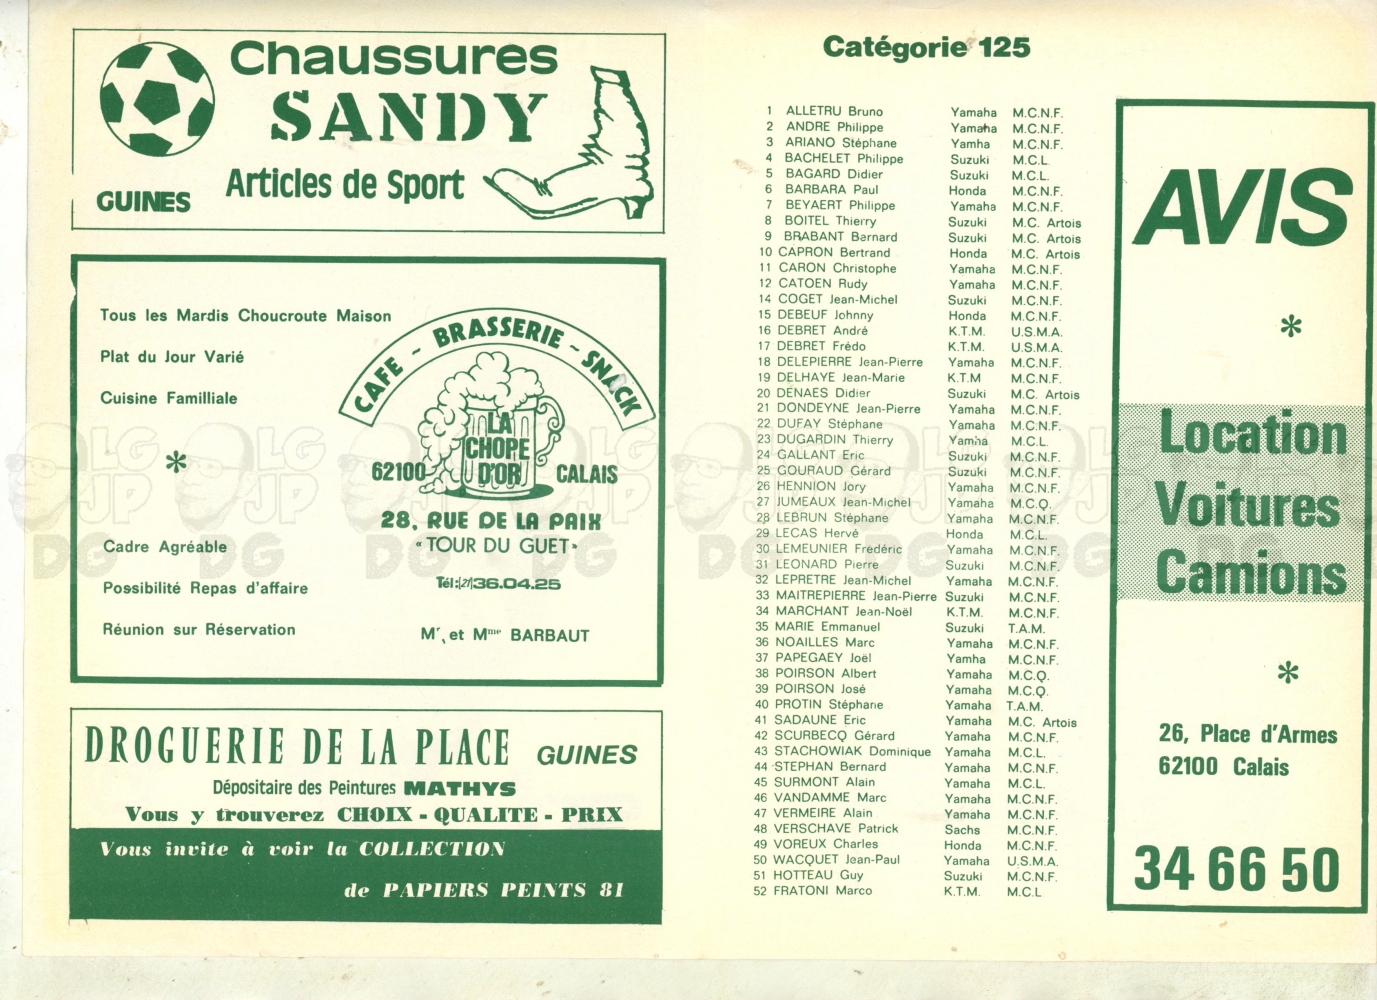 Chaussures
SANDY
Articles de Sport
GUINES
Tous les Mardis Choucroute Maison
Plat du Jour Varié
Cuisine Familliale
*
Cadre Agréable
Possibilité Repas d'affaire
Réunion sur Réservation
CAFE - BRASSERIE - SNACK
LA
CHOPE
D'OR
62100 CALAIS
28, RUE DE LA PAIX
« TOUR DU GUET »
Tél: (21) 36.04.25
Mr, et Mme BARBAUT
DROGUERIE DE LA PLACE GUINES
Dépositaire des Peintures MATHYS
Vous y trouverez CHOIX - QUALITE - PRIX
Vous invite à voir la COLLECTION
de PAPIERS PEINTS 81
Catégorie 125
1 ALLETRU Bruno Yamaha M.C.N.F.
2 ANDRE Philippe Yamaha M.C.N.F.
3 ARIANO Stéphane Yamha M.C.N.F.
4 BACHELET Philippe Suzuki M.C.L.
5 BAGARD Didier Suzuki M.C.L.
6 BARBARA Paul Honda M.C.N.F.
7 BEYAERT Philippe Yamaha M.C.N.F.
8 BOITEL Thierry Suzuki M.C. Artois
9 BRABANT Bernard Suzuki M.C. Artois
10 CAPRON Bertrand Honda M.C. Artois
11 CARON Christophe Yamaha M.C.N.F.
12 CATOEN Rudy Yamaha M.C.N.F.
14 COGET Jean-Michel Suzuki M.C.N.F.
15 DEBEUF Johnny Honda M.C.N.F.
16 DEBRET André K.T.M. U.S.M.A.
17 DEBRET Frédo K.T.M. U.S.M.A.
18 DELEPIERRE Jean-Pierre Yamaha M.C.N.F.
19 DELHAYE Jean-Marie K.T.M M.C.N.F.
20 DENAES Didier Suzuki M.C. Artois
21 DONDEYNE Jean-Pierre Yamaha M.C.N.F.
22 DUFAY Stéphane Yamaha M.C.N.F.
23 DUGARDIN Thierry Yamaha M.C.L.
24 GALLANT Eric Suzuki M.C.N.F.
25 GOURAUD Gérard Suzuki M.C.N.F.
26 HENNION Jory Yamaha M.C.N.F.
27 JUMEAUX Jean-Michel Yamaha M.C.Q.
28 LEBRUN Stéphane Yamaha M.C.N.F.
29 LECAS Hervé Honda M.C.L.
30 LEMEUNIER Frédéric Yamaha M.C.N.F.
31 LEONARD Pierre Suzuki M.C.N.F.
32 LEPRETRE Jean-Michel Yamaha M.C.N.F.
33 MAITREPIERRE Jean-Pierre Suzuki M.C.N.F.
34 MARCHANT Jean-Noël K.T.M. M.C.N.F.
35 MARIE Emmanuel Suzuki T.A.M.
36 NOAILLES Marc Yamaha M.C.N.F.
37 PAPEGAEY Joël Yamha M.C.N.F.
38 POIRSON Albert Yamaha M.C.Q.
39 POIRSON José Yamaha M.C.Q.
40 PROTIN Stéphane Yamaha T.A.M.
41 SADAUNE Eric Yamaha M.C. Artois
42 SCURBECQ Gérard Yamaha M.C.N.F.
43 STACHOWIAK Dominique Yamaha M.C.L.
44 STEPHAN Bernard Yamaha M.C.N.F.
45 SURMONT Alain Yamaha M.C.L.
46 VANDAMME Marc Yamaha M.C.N.F.
47 VERMEIRE Alain Yamaha M.C.N.F.
48 VERSCHAVE Patrick Sachs M.C.N.F.
49 VOREUX Charles Honda M.C.N.F.
50 WACQUET Jean-Paul Yamaha U.S.M.A.
51 HOTTEAU Guy Suzuki M.C.N.F.
52 FRATONI Marco K.T.M. M.C.L
AVIS
*
Location
Voitures
Camions
*
26, Place d'Armes
62100 Calais
34 66 50
LG JP DG